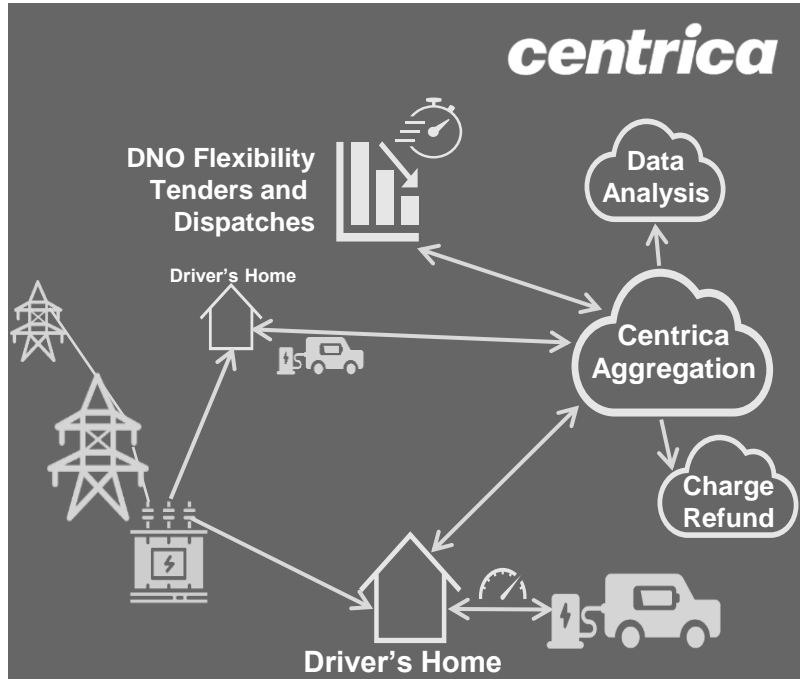 centrica
DNO Flexibility
Tenders and
Dispatches
Data
Analysis
Driver's Home
Centrica
Aggregation
Charge
Refund
Driver's Home